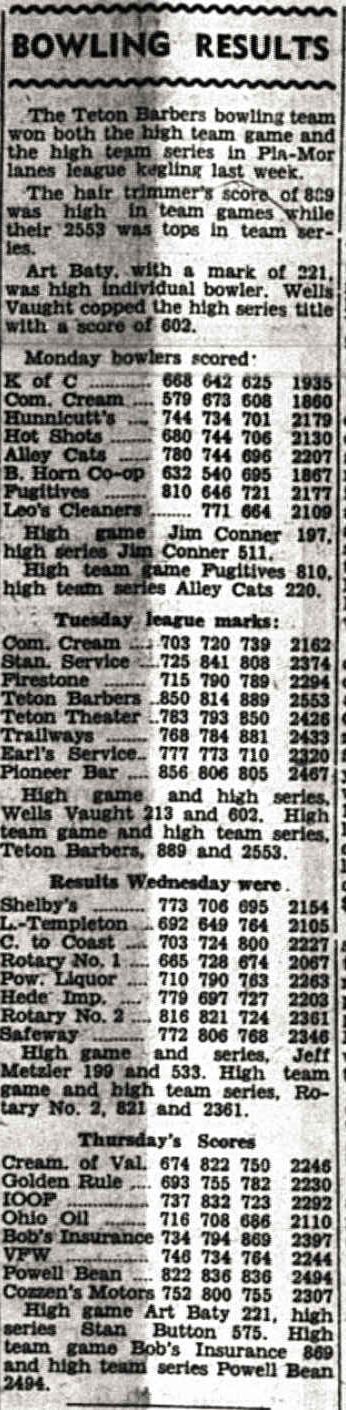 BOWLING RESULTS
The Teton Barbers bowling team
won both the high team game and
the high team series in Pla-Mor
lanes league kegling last week.
The hair trimmer's score of 889
was high in team games while
their 2553 was tops in team ser-
ies.
Art Baty, with a mark of 221,
was high individual bowler. Wells
Vaught copped the high series title
with a score of 602.
Monday bowlers scored:
K of C .......... 668 642 625 1935
Com. Cream .... 579 673 608 1860
Hunnicutt's .... 744 734 701 2179
Hot Shots ....... 680 744 706 2130
Alley Cats ...... 780 744 696 2207
B. Horn Co-op 632 540 695 1867
Fugitives ........ 810 646 721 2177
Leo's Cleaners ....... 771 664 2109
High game Jim Conner 197,
high series Jim Conner 511.
High team game Fugitives 810,
high team series Alley Cats 220.
Tuesday league marks:
Com. Cream .... 703 720 739 2162
Stan. Service ...725 841 808 2374
Firestone ....... 715 790 789 2294
Teton Barbers ..850 814 889 2553
Teton Theater ..783 793 850 2426
Trailways ....... 768 784 881 2433
Earl's Service.. 777 773 710 2320
Pioneer Bar .... 856 806 805 2467
High game and high series,
Wells Vaught 213 and 602. High
team game and high team series,
Teton Barbers, 889 and 2553.
Results Wednesday were.
Shelby's ......... 773 706 695 2154
L.-Templeton ..692 649 764 2105
C. to Coast .... 703 724 800 2227
Rotary No. 1 .... 665 728 674 2067
Pow. Liquor .... 710 790 763 2263
Hede Imp. .... 779 697 727 2203
Rotary No. 2 .... 816 821 724 2361
Safeway ......... 772 806 768 2346
High game and series, Jeff
Metzler 199 and 533. High team
game and high team series, Ro-
tary No. 2, 821 and 2361.
Thursday's Scores
Cream. of Val. 674 822 750 2246
Golden Rule .... 693 755 782 2230
IOOF .......... 737 832 723 2292
Ohio Oil ........ 716 708 686 2110
Bob's Insurance 734 794 869 2397
VFW ............ 746 734 764 2244
Powell Bean .... 822 836 836 2494
Cozzen's Motors 752 800 755 2307
High game Art Baty 221, high
series Stan Button 575. High
team game Bob's Insurance 869
and high team series Powell Bean
2494.